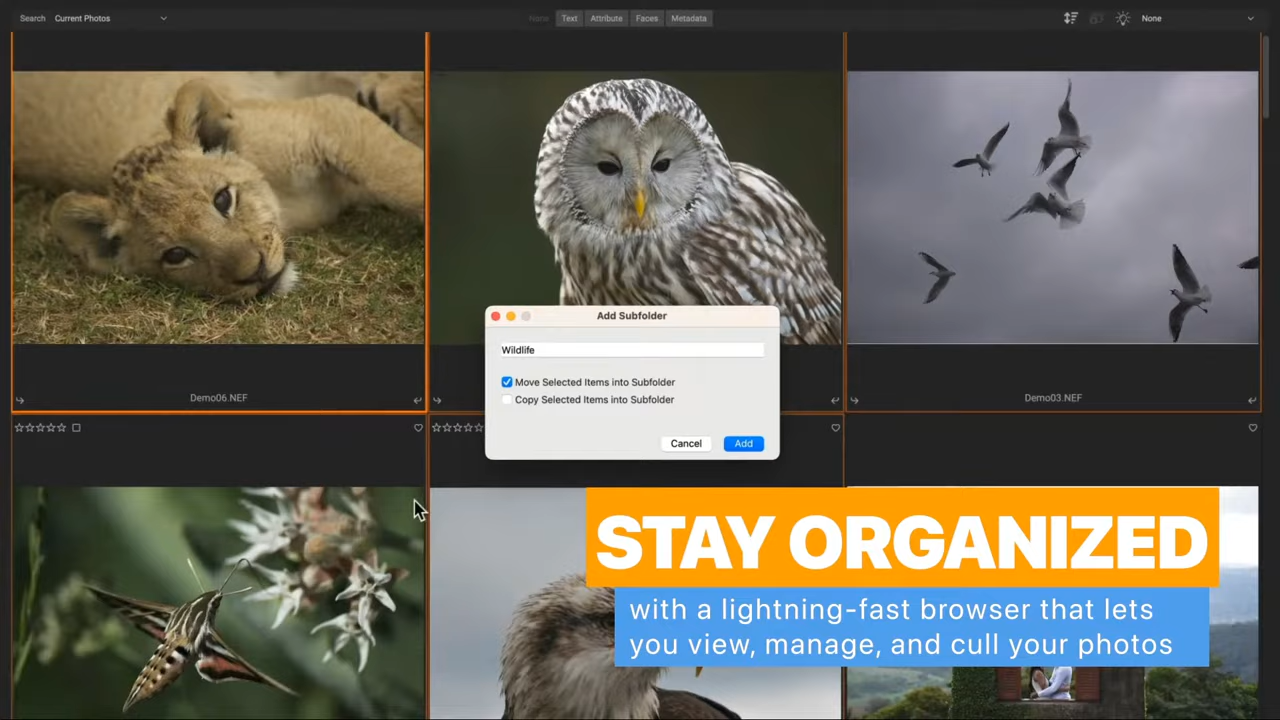 Search Current Photos None Text Attribute Faces Metadata None
Add Subfolder
Wildlife
Move Selected Items into Subfolder
Copy Selected Items into Subfolder
Cancel Add
Demo06.NEF
Demo03.NEF
STAY ORGANIZED
with a lightning-fast browser that lets
you view, manage, and cull your photos